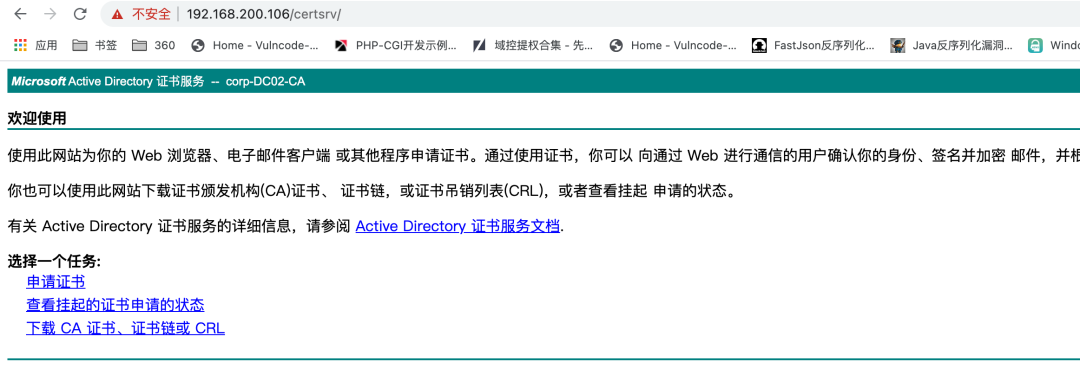 不安全 | 192.168.200.106/certsrv/
应用 书签 360 Home - Vulncode-... PHP-CGI开发示例... 域控提权合集 - 先... Home - Vulncode-... FastJson反序列化... Java反序列化漏洞... Windo
Microsoft Active Directory 证书服务 -- corp-DC02-CA
欢迎使用
使用此网站为你的 Web 浏览器、电子邮件客户端 或其他程序申请证书。通过使用证书，你可以 向通过 Web 进行通信的用户确认你的身份、签名并加密 邮件，并根
你也可以使用此网站下载证书颁发机构(CA)证书、 证书链，或证书吊销列表(CRL)，或者查看挂起 申请的状态。
有关 Active Directory 证书服务的详细信息，请参阅 Active Directory 证书服务文档.
选择一个任务:
申请证书
查看挂起的证书申请的状态
下载 CA 证书、证书链或 CRL